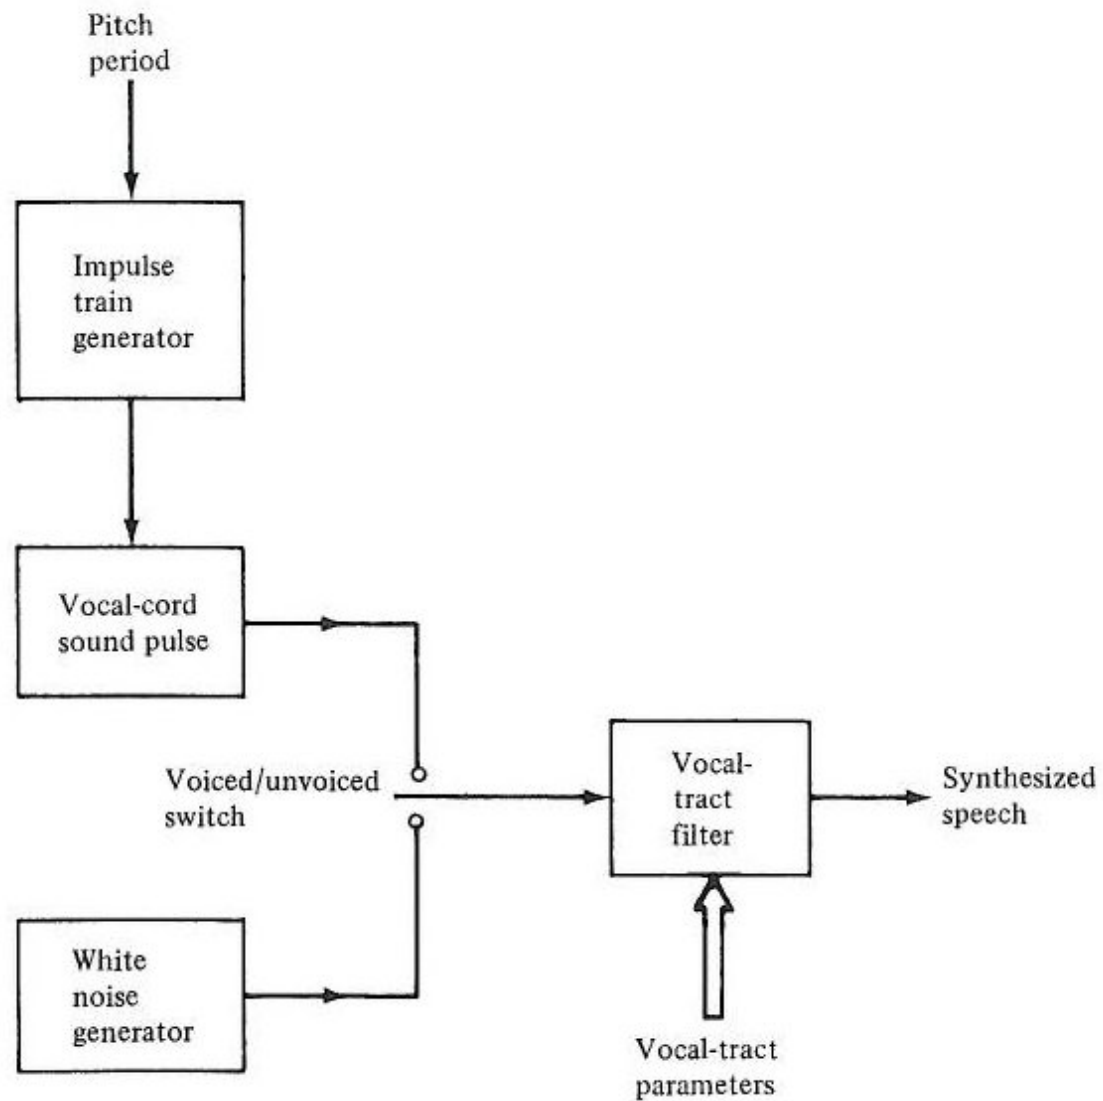 Pitch
period
Impulse
train
generator
Vocal-cord
sound pulse
Voiced/unvoiced
switch
Vocal-
tract
filter
Synthesized
speech
White
noise
generator
Vocal-tract
parameters